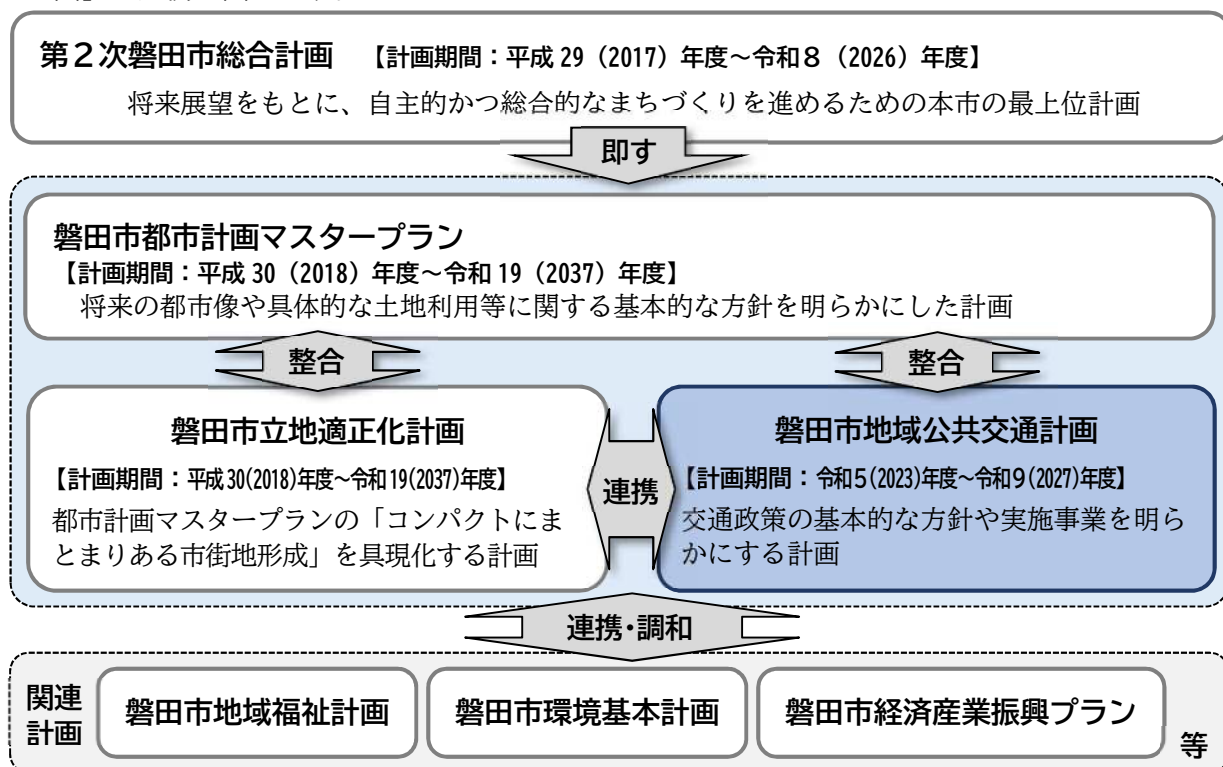 第２次磐田市総合計画　【計画期間：平成 29（2017）年度～令和８（2026）年度】
将来展望をもとに、自主的かつ総合的なまちづくりを進めるための本市の最上位計画
即す
磐田市都市計画マスタープラン
【計画期間：平成 30（2018）年度～令和 19（2037）年度】
将来の都市像や具体的な土地利用等に関する基本的な方針を明らかにした計画
整合
整合
磐田市立地適正化計画
【計画期間：平成30(2018)年度～令和19(2037)年度】
都市計画マスタープランの「コンパクトにま
とまりある市街地形成」を具現化する計画
連携
磐田市地域公共交通計画
【計画期間：令和５(2023)年度～令和９(2027)年度】
交通政策の基本的な方針や実施事業を明ら
かにする計画
連携・調和
関連
計画
磐田市地域福祉計画
磐田市環境基本計画
磐田市経済産業振興プラン
等